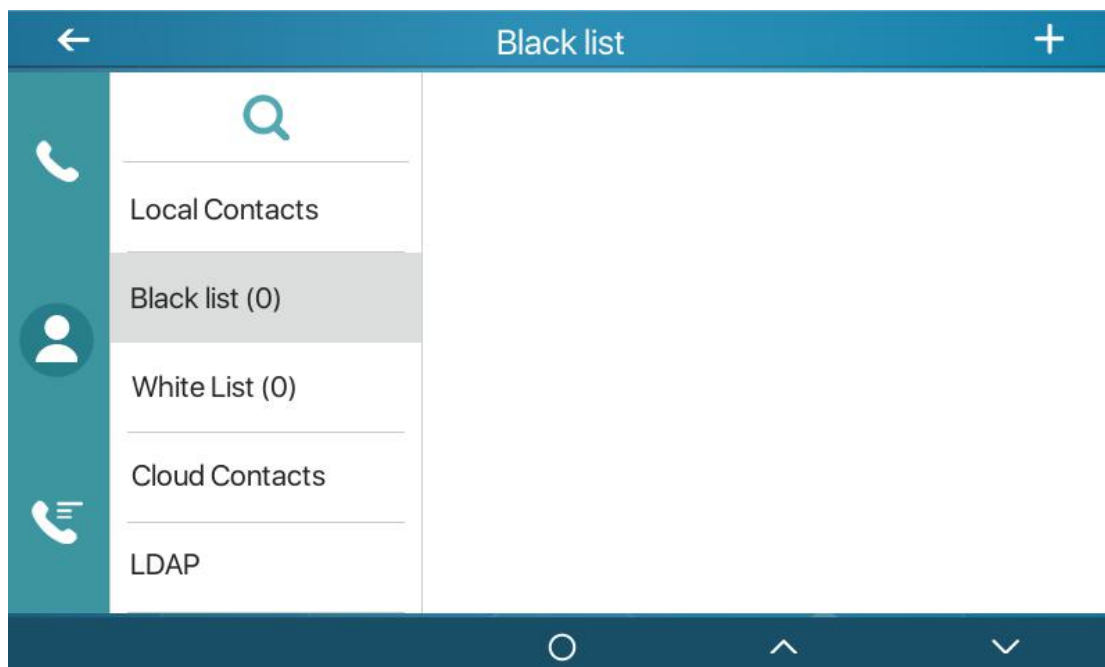 Black list
Local Contacts
Black list (0)
White List (0)
Cloud Contacts
LDAP